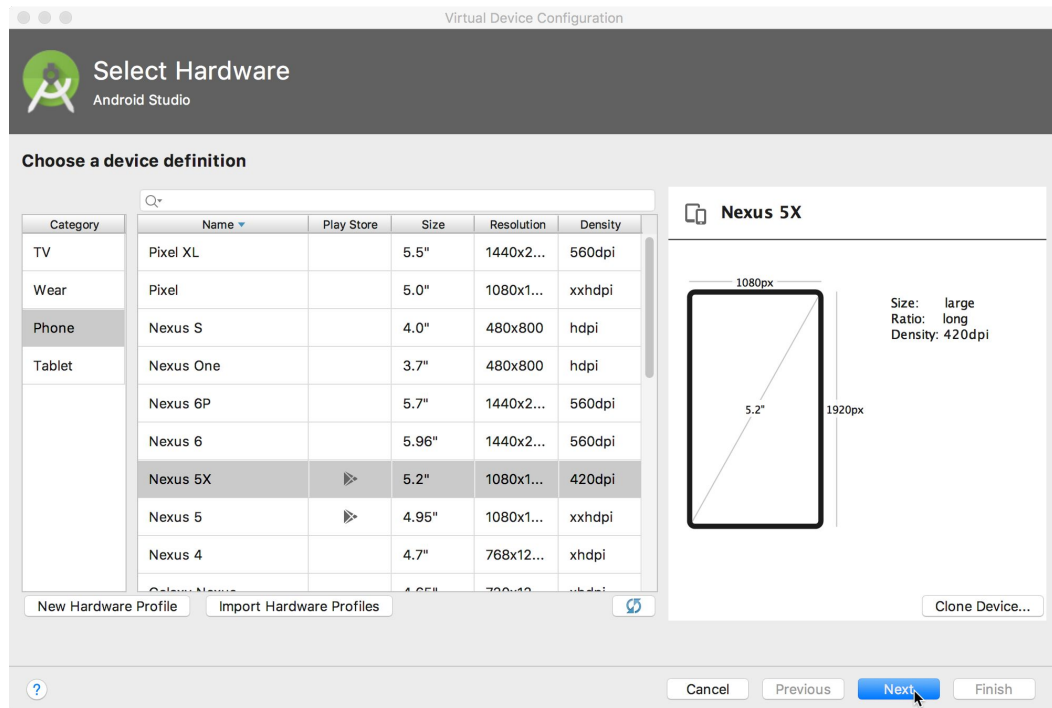 Virtual Device Configuration
Select Hardware
Android Studio
Choose a device definition
Category
Name Play Store Size Resolution Density
TV
Wear
Phone
Tablet
Pixel XL 5.5" 1440x2... 560dpi
Pixel 5.0" 1080x1... xxhdpi
Nexus S 4.0" 480x800 hdpi
Nexus One 3.7" 480x800 hdpi
Nexus 6P 5.7" 1440x2... 560dpi
Nexus 6 5.96" 1440x2... 560dpi
Nexus 5X 5.2" 1080x1... 420dpi
Nexus 5 4.95" 1080x1... xxhdpi
Nexus 4 4.7" 768x12... xhdpi
Nexus 5X
1080px
Size: large
Ratio: long
Density: 420dpi
5.2"
1920px
New Hardware Profile Import Hardware Profiles
Clone Device...
? Cancel Previous Next Finish